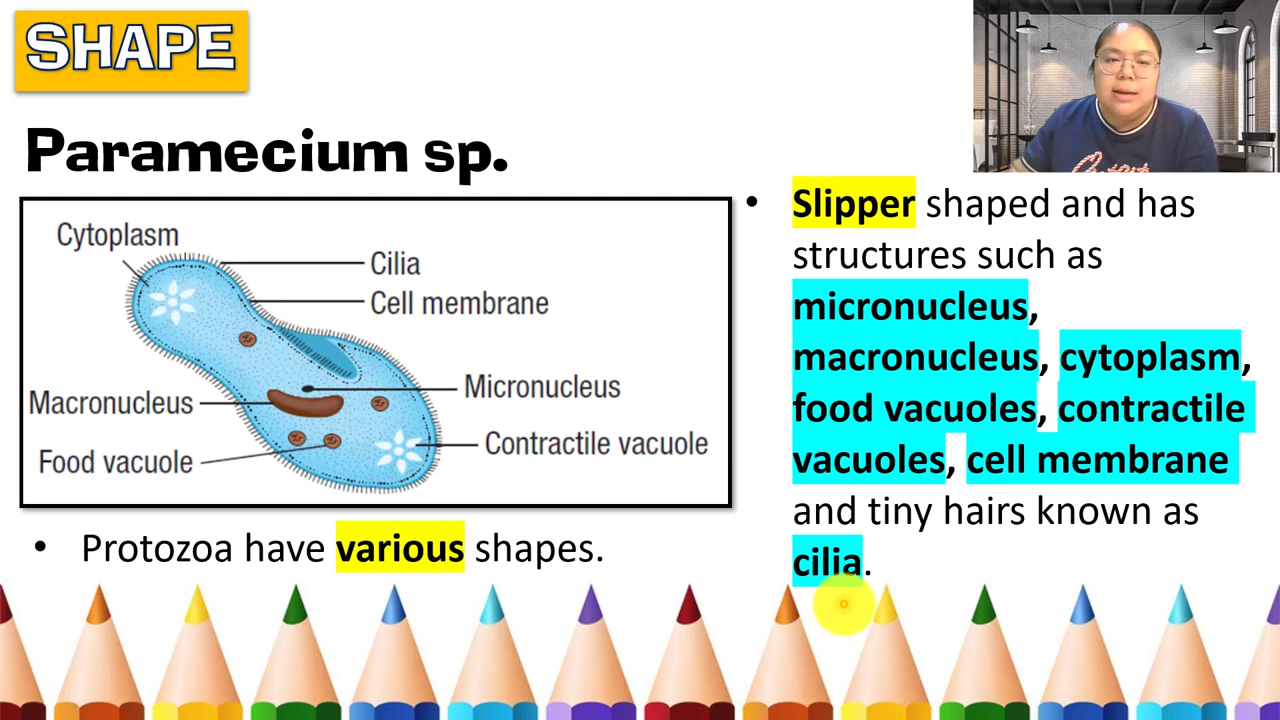 SHAPE
Paramecium sp.
Cytoplasm
Cilia
Cell membrane
Micronucleus
Macronucleus
Contractile vacuole
Food vacuole
• Protozoa have various shapes.
• Slipper shaped and has
structures such as
micronucleus,
macronucleus, cytoplasm,
food vacuoles, contractile
vacuoles, cell membrane
and tiny hairs known as
cilia.